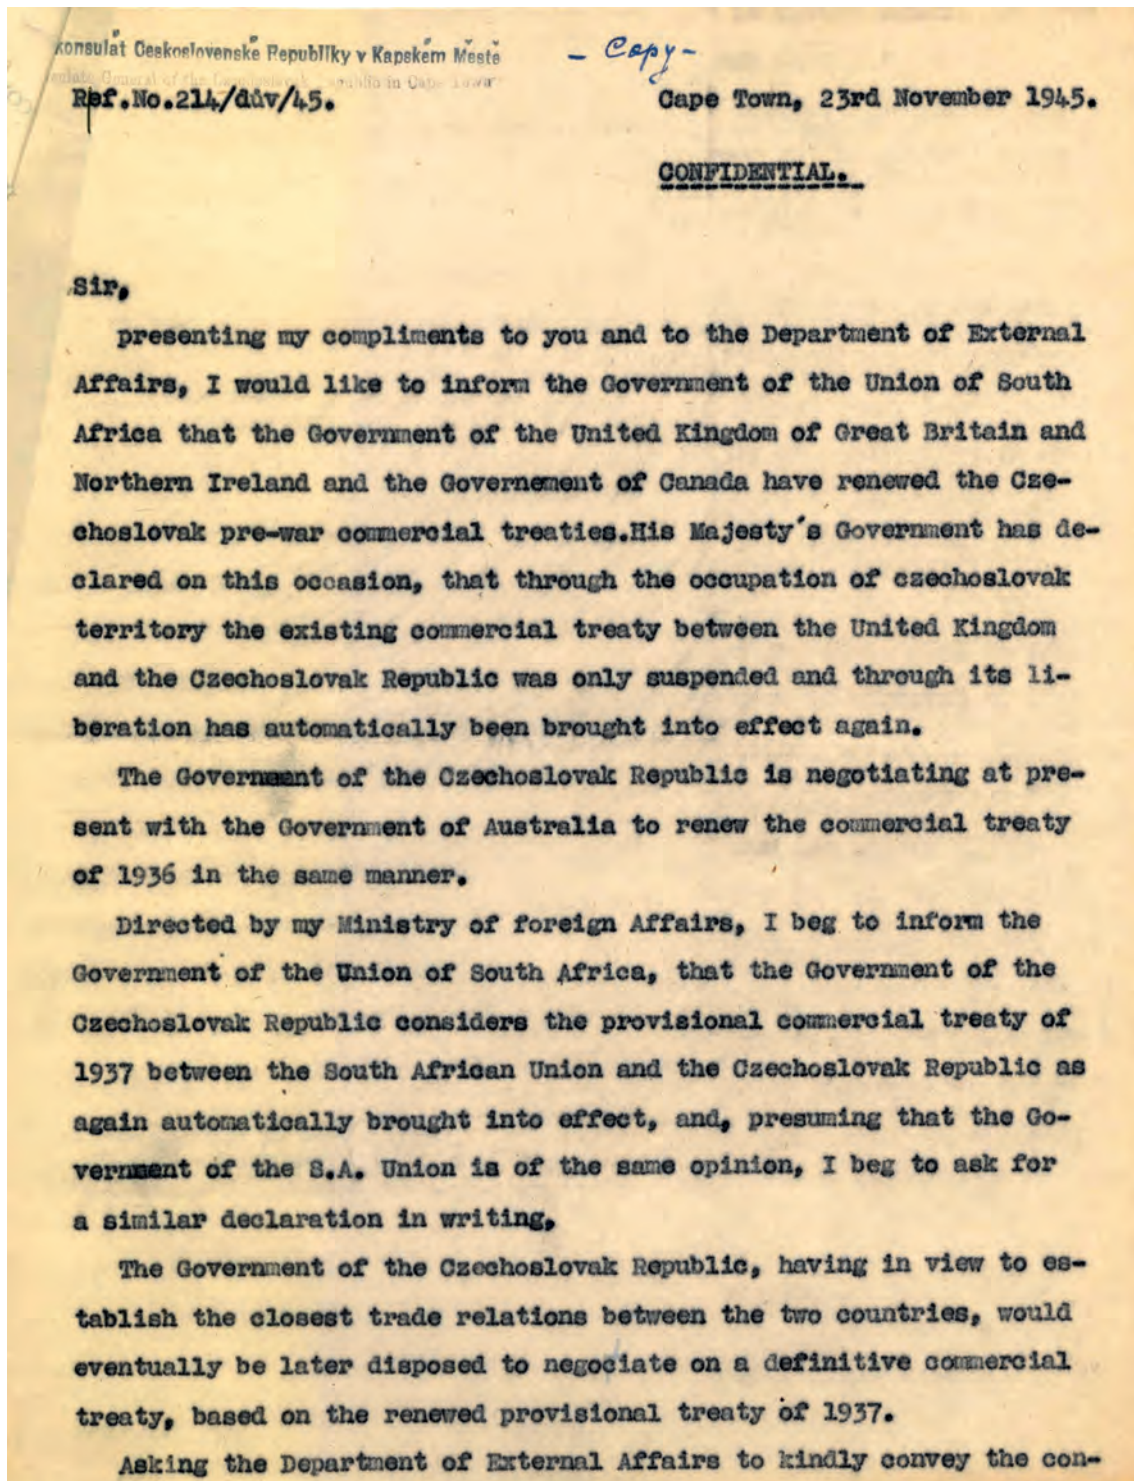 konsulát Československé Republiky v Kapském Městě
- Copy -
General of the Czechoslovak Republic in Cape Town
Ref.No.214/dův/45.
Cape Town, 23rd November 1945.
CONFIDENTIAL.
Sir,
presenting my compliments to you and to the Department of External
Affairs, I would like to inform the Government of the Union of South
Africa that the Government of the United Kingdom of Great Britain and
Northern Ireland and the Governement of Canada have renewed the Cze-
choslovak pre-war commercial treaties.His Majesty's Government has de-
clared on this occasion, that through the occupation of czechoslovak
territory the existing commercial treaty between the United Kingdom
and the Czechoslovak Republic was only suspended and through its li-
beration has automatically been brought into effect again.
The Government of the Czechoslovak Republic is negotiating at pre-
sent with the Government of Australia to renew the commercial treaty
of 1936 in the same manner.
Directed by my Ministry of foreign Affairs, I beg to inform the
Government of the Union of South Africa, that the Government of the
Czechoslovak Republic considers the provisional commercial treaty of
1937 between the South African Union and the Czechoslovak Republic as
again automatically brought into effect, and, presuming that the Go-
vernment of the S.A. Union is of the same opinion, I beg to ask for
a similar declaration in writing,
The Government of the Czechoslovak Republic, having in view to es-
tablish the closest trade relations between the two countries, would
eventually be later disposed to negociate on a definitive commercial
treaty, based on the renewed provisional treaty of 1937.
Asking the Department of External Affairs to kindly convey the con-